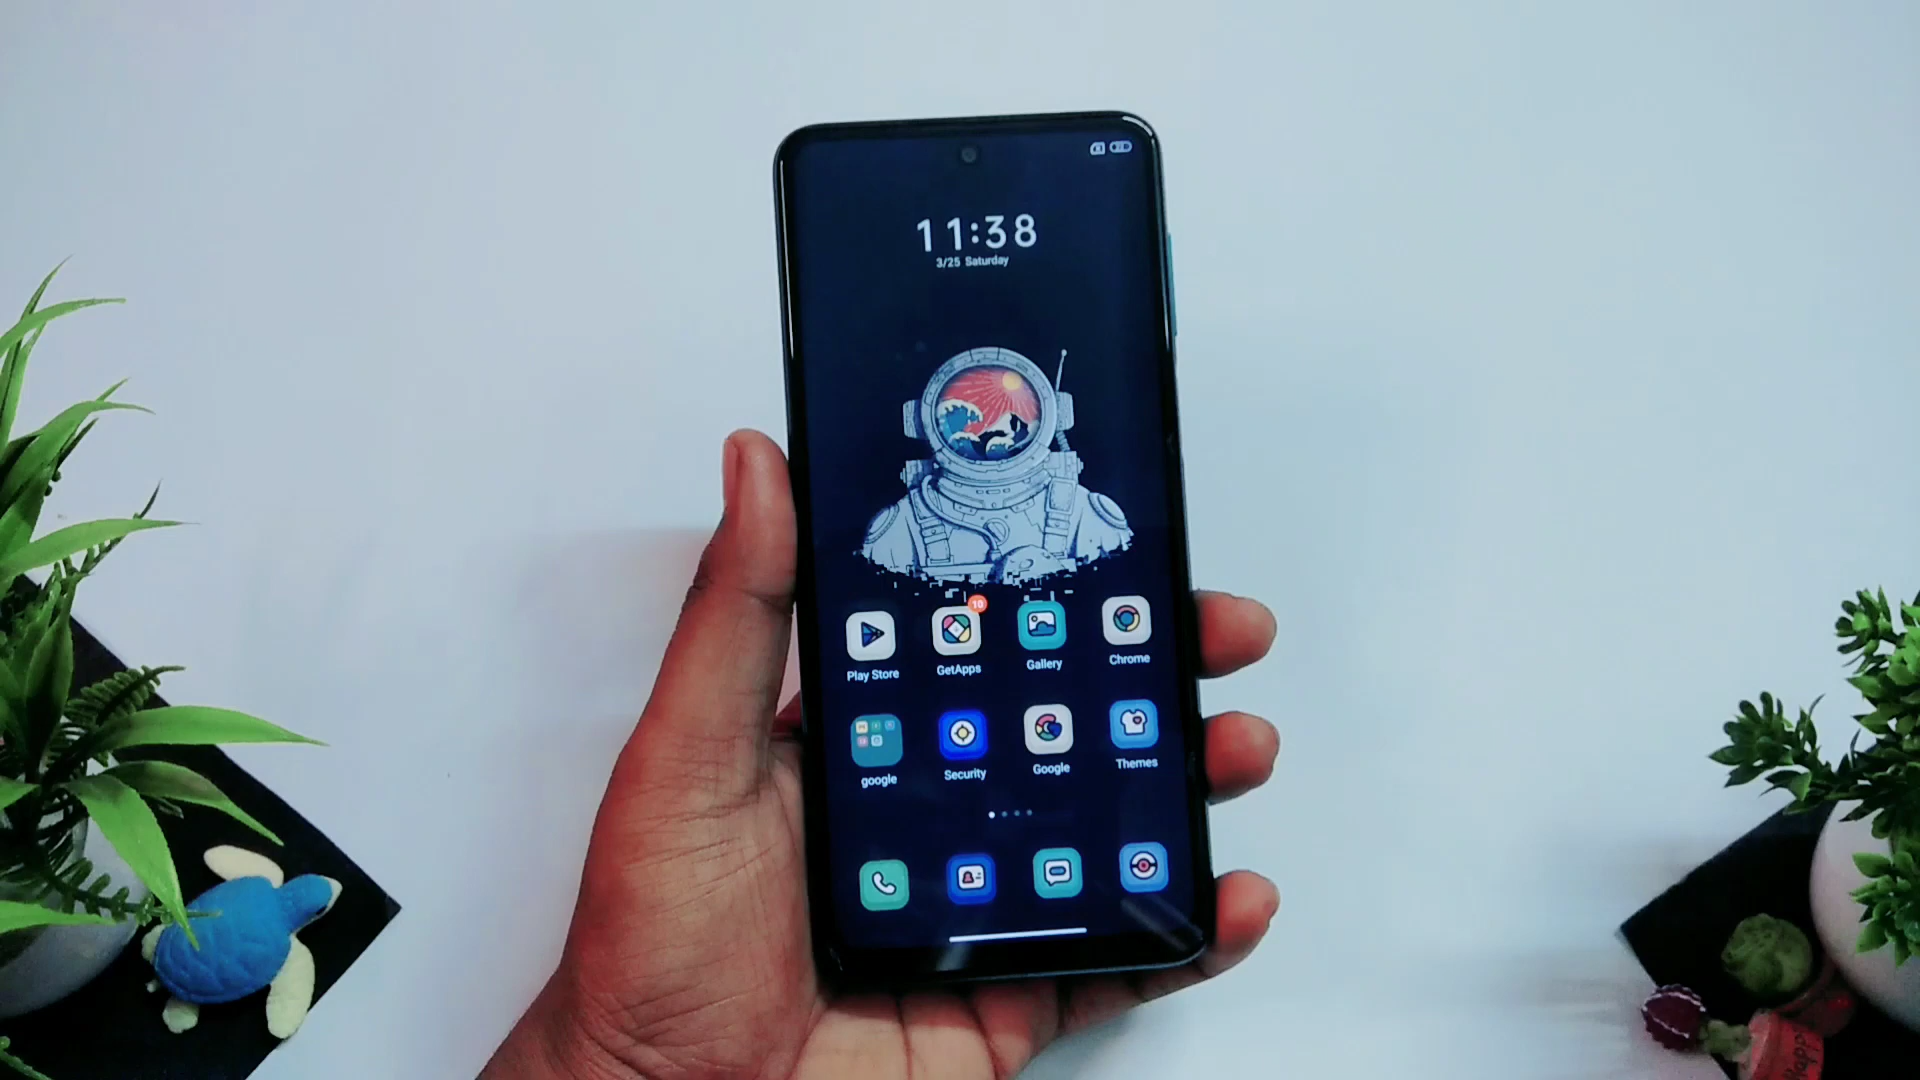 11:38
3/25 Saturday
10
Play Store GetApps Gallery Chrome
google Security Google Themes